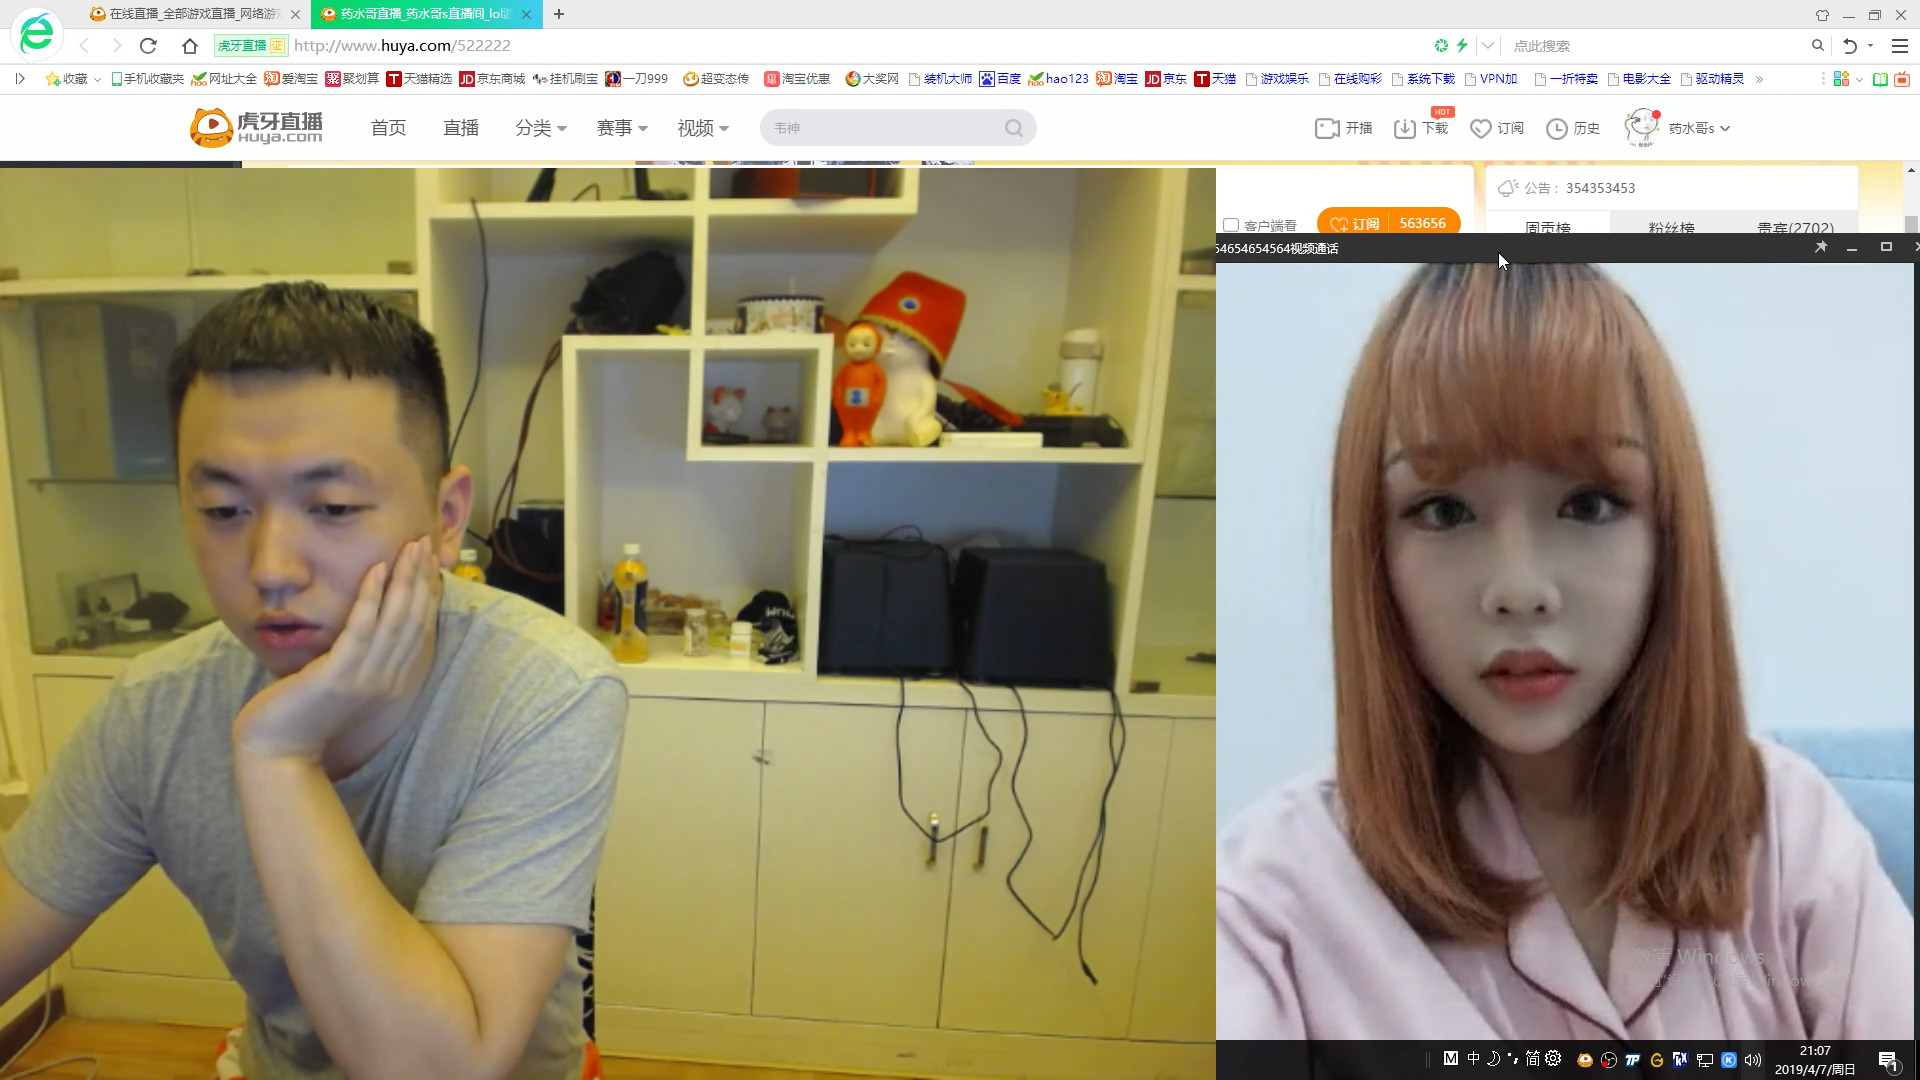 在线直播_全部游戏直播_网络游
药水哥直播_药水哥s直播间_lol
虎牙直播 证 http://www.huya.com/522222
点此搜索
收藏 手机收藏夹 网址大全 爱淘宝 聚划算 天猫精选 京东商城 挂机刷宝 一刀999 超变态传 淘宝优惠 大奖网 装机大师 百度 hao123 淘宝 京东 天猫 游戏娱乐 在线购彩 系统下载 VPN加 一折特卖 电影大全 驱动精灵
虎牙直播
HUYA.com
首页 直播 分类 赛事 视频 韦神
HOT
开播 下载 订阅 历史 药水哥s
公告： 354353453
客户端看 订阅 563656
周贡榜 粉丝榜 贵宾(2702)
54654654564视频通话
激活 Windows
M 中 简
21:07
2019/4/7/周日
1